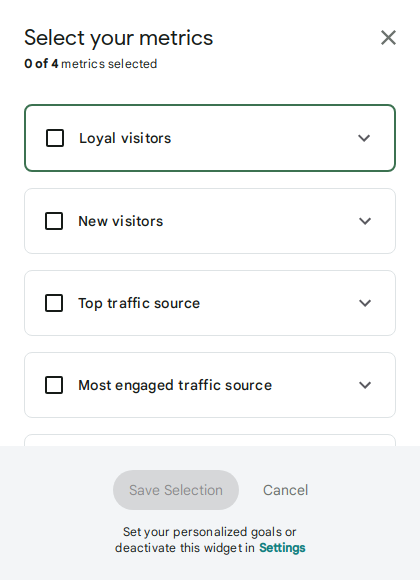 Select your metrics
0 of 4 metrics selected
Loyal visitors
New visitors
Top traffic source
Most engaged traffic source
Save Selection
Cancel
Set your personalized goals or
deactivate this widget in Settings